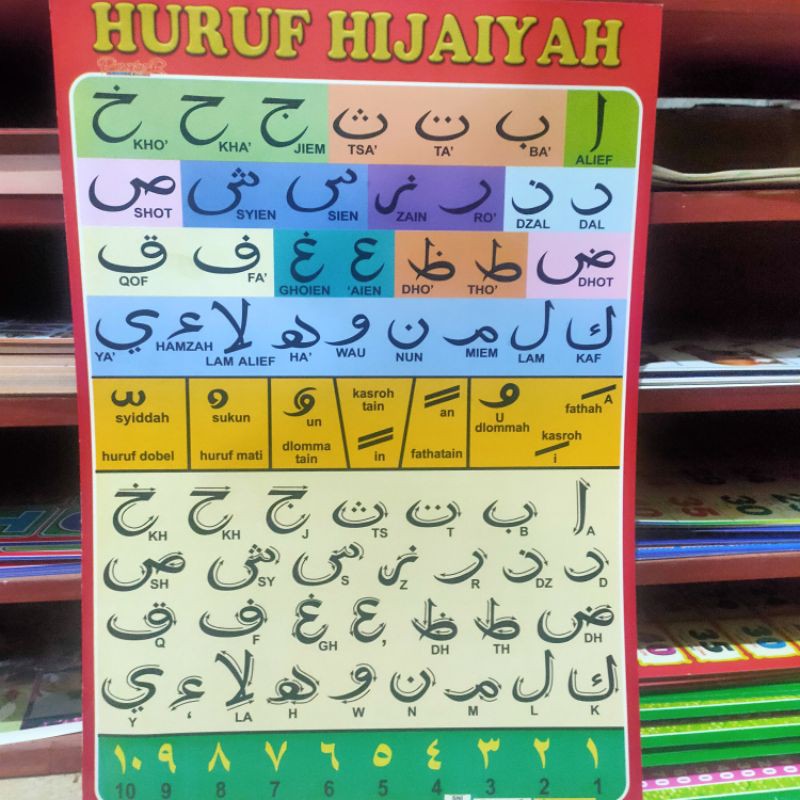 HURUF HIJAIYAH
ا ب ت ث ج ح خ
KHO' KHA' JIEM TSA' TA' BA' ALIEF
د ذ ر ز س ش ص
SHOT SYIEN SIEN ZAIN RO' DZAL DAL
ض ط ظ ع غ ف ق
QOF FA' GHOIEN 'AIEN DHO' THO' DHOT
ك ل م ن و ه لا ء ي
YA' HAMZAH LAM ALIEF HA' WAU NUN MIEM LAM KAF
syiddah
huruf dobel
sukun
huruf mati
un
dlomma
tain
kasroh
tain
in
an
fathatain
U
dlommah
fathah A
kasroh
i
ا ب ت ث ج ح خ
KH KH J TS T B A
د ذ ر ز س ش ص
SH SY S Z R DZ D
ض ط ظ ع غ ف ق
Q F GH , DH TH DH
ك ل م ن و ه لا ء ي
Y ‘ LA H W N M L K
١٠ ٩ ٨ ٧ ٦ ٥ ٤ ٣ ٢ ١
10 9 8 7 6 5 4 3 2 1